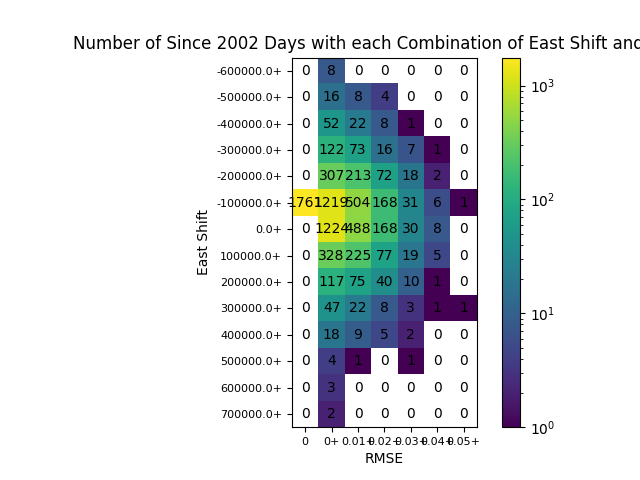 Number of Since 2002 Days with each Combination of East Shift and
East Shift
-600000.0+ 0 8 0 0 0 0 0
-500000.0+ 0 16 8 4 0 0 0
-400000.0+ 0 52 22 8 1 0 0
-300000.0+ 0 122 73 16 7 1 0
-200000.0+ 0 307 213 72 18 2 0
-100000.0+ 1761 1219 504 168 31 6 1
0.0+ 0 1224 488 168 30 8 0
100000.0+ 0 328 225 77 19 5 0
200000.0+ 0 117 75 40 10 1 0
300000.0+ 0 47 22 8 3 1 1
400000.0+ 0 18 9 5 2 0 0
500000.0+ 0 4 1 0 1 0 0
600000.0+ 0 3 0 0 0 0 0
700000.0+ 0 2 0 0 0 0 0
0 0+ 0.01+ 0.02+ 0.03+ 0.04+ 0.05+
RMSE
10³
10²
10¹
10⁰